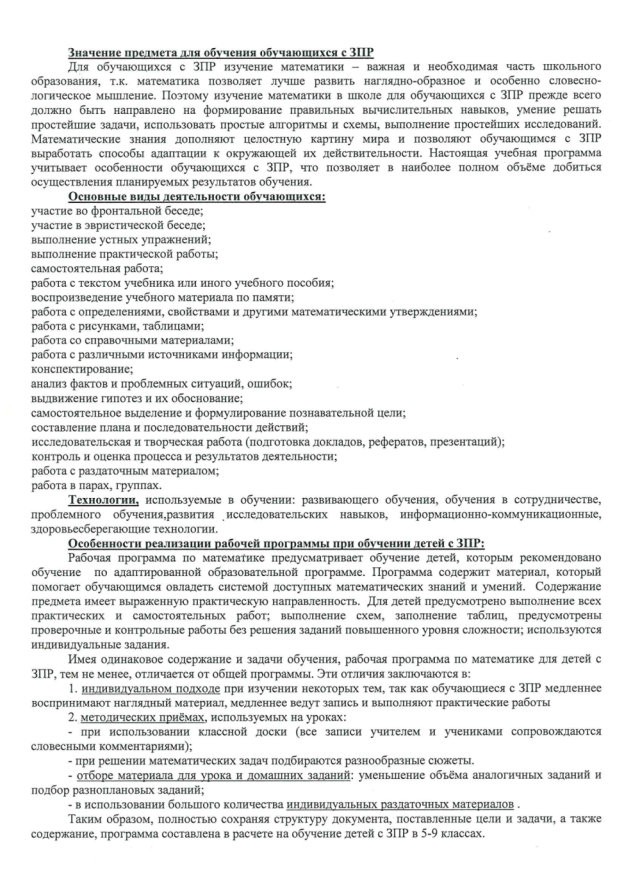 Значение предмета для обучения обучающихся с ЗПР
Для обучающихся с ЗПР изучение математики – важная и необходимая часть школьного
образования, т.к. математика позволяет лучше развить наглядно-образное и особенно словесно-
логическое мышление. Поэтому изучение математики в школе для обучающихся с ЗПР прежде всего
должно быть направлено на формирование правильных вычислительных навыков, умение решать
простейшие задачи, использовать простые алгоритмы и схемы, выполнение простейших исследований.
Математические знания дополняют целостную картину мира и позволяют обучающимся с ЗПР
выработать способы адаптации к окружающей их действительности. Настоящая учебная программа
учитывает особенности обучающихся с ЗПР, что позволяет в наиболее полном объёме добиться
осуществления планируемых результатов обучения.
Основные виды деятельности обучающихся:
участие во фронтальной беседе;
участие в эвристической беседе;
выполнение устных упражнений;
выполнение практической работы;
самостоятельная работа;
работа с текстом учебника или иного учебного пособия;
воспроизведение учебного материала по памяти;
работа с определениями, свойствами и другими математическими утверждениями;
работа с рисунками, таблицами;
работа со справочными материалами;
работа с различными источниками информации;
конспектирование;
анализ фактов и проблемных ситуаций, ошибок;
выдвижение гипотез и их обоснование;
самостоятельное выделение и формулирование познавательной цели;
составление плана и последовательности действий;
исследовательская и творческая работа (подготовка докладов, рефератов, презентаций);
контроль и оценка процесса и результатов деятельности;
работа с раздаточным материалом;
работа в парах, группах.
Технологии, используемые в обучении: развивающего обучения, обучения в сотрудничестве,
проблемного обучения,развития исследовательских навыков, информационно-коммуникационные,
здоровьесберегающие технологии.
Особенности реализации рабочей программы при обучении детей с ЗПР:
Рабочая программа по математике предусматривает обучение детей, которым рекомендовано
обучение по адаптированной образовательной программе. Программа содержит материал, который
помогает обучающимся овладеть системой доступных математических знаний и умений. Содержание
предмета имеет выраженную практическую направленность. Для детей предусмотрено выполнение всех
практических и самостоятельных работ; выполнение схем, заполнение таблиц, предусмотрены
проверочные и контрольные работы без решения заданий повышенного уровня сложности; используются
индивидуальные задания.
Имея одинаковое содержание и задачи обучения, рабочая программа по математике для детей с
ЗПР, тем не менее, отличается от общей программы. Эти отличия заключаются в:
1. индивидуальном подходе при изучении некоторых тем, так как обучающиеся с ЗПР медленнее
воспринимают наглядный материал, медленнее ведут запись и выполняют практические работы
2. методических приёмах, используемых на уроках:
- при использовании классной доски (все записи учителем и учениками сопровождаются
словесными комментариями);
- при решении математических задач подбираются разнообразные сюжеты.
- отборе материала для урока и домашних заданий: уменьшение объёма аналогичных заданий и
подбор разноплановых заданий;
- в использовании большого количества индивидуальных раздаточных материалов .
Таким образом, полностью сохраняя структуру документа, поставленные цели и задачи, а также
содержание, программа составлена в расчете на обучение детей с ЗПР в 5-9 классах.